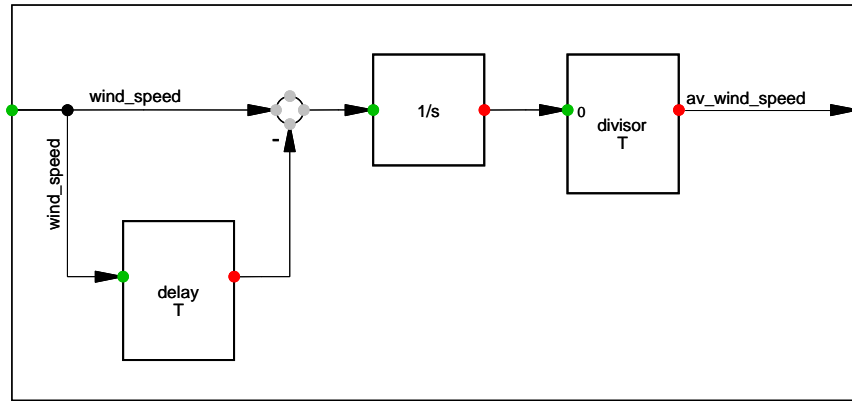 wind_speed
wind_speed
-
delay
T
1/s
0
divisor
T
av_wind_speed